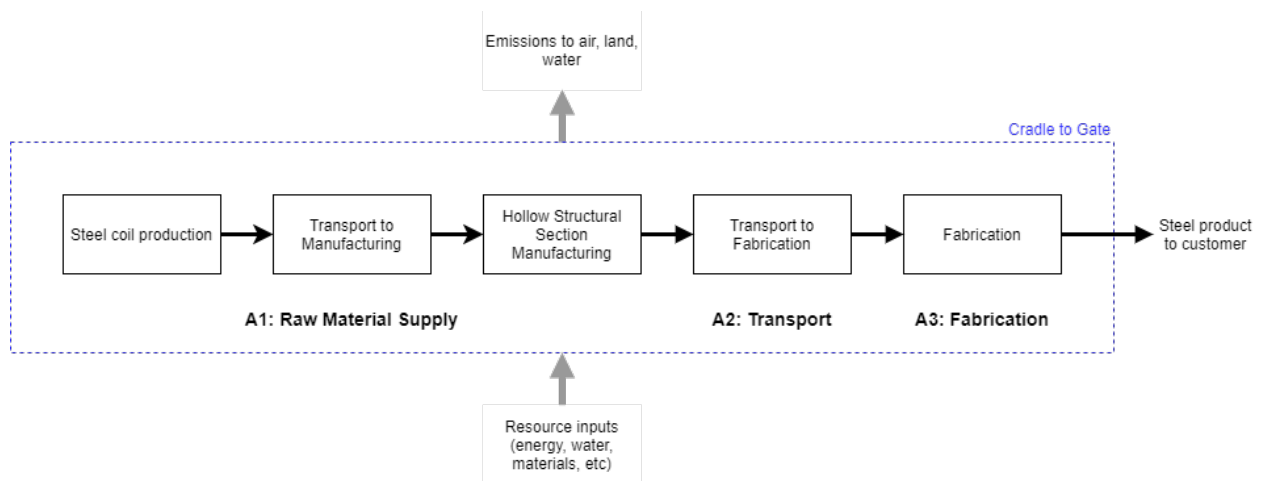 Emissions to air, land,
water
Cradle to Gate
Steel coil production
Transport to
Manufacturing
Hollow Structural
Section
Manufacturing
Transport to
Fabrication
Fabrication
Steel product
to customer
A1: Raw Material Supply
A2: Transport
A3: Fabrication
Resource inputs
(energy, water,
materials, etc)